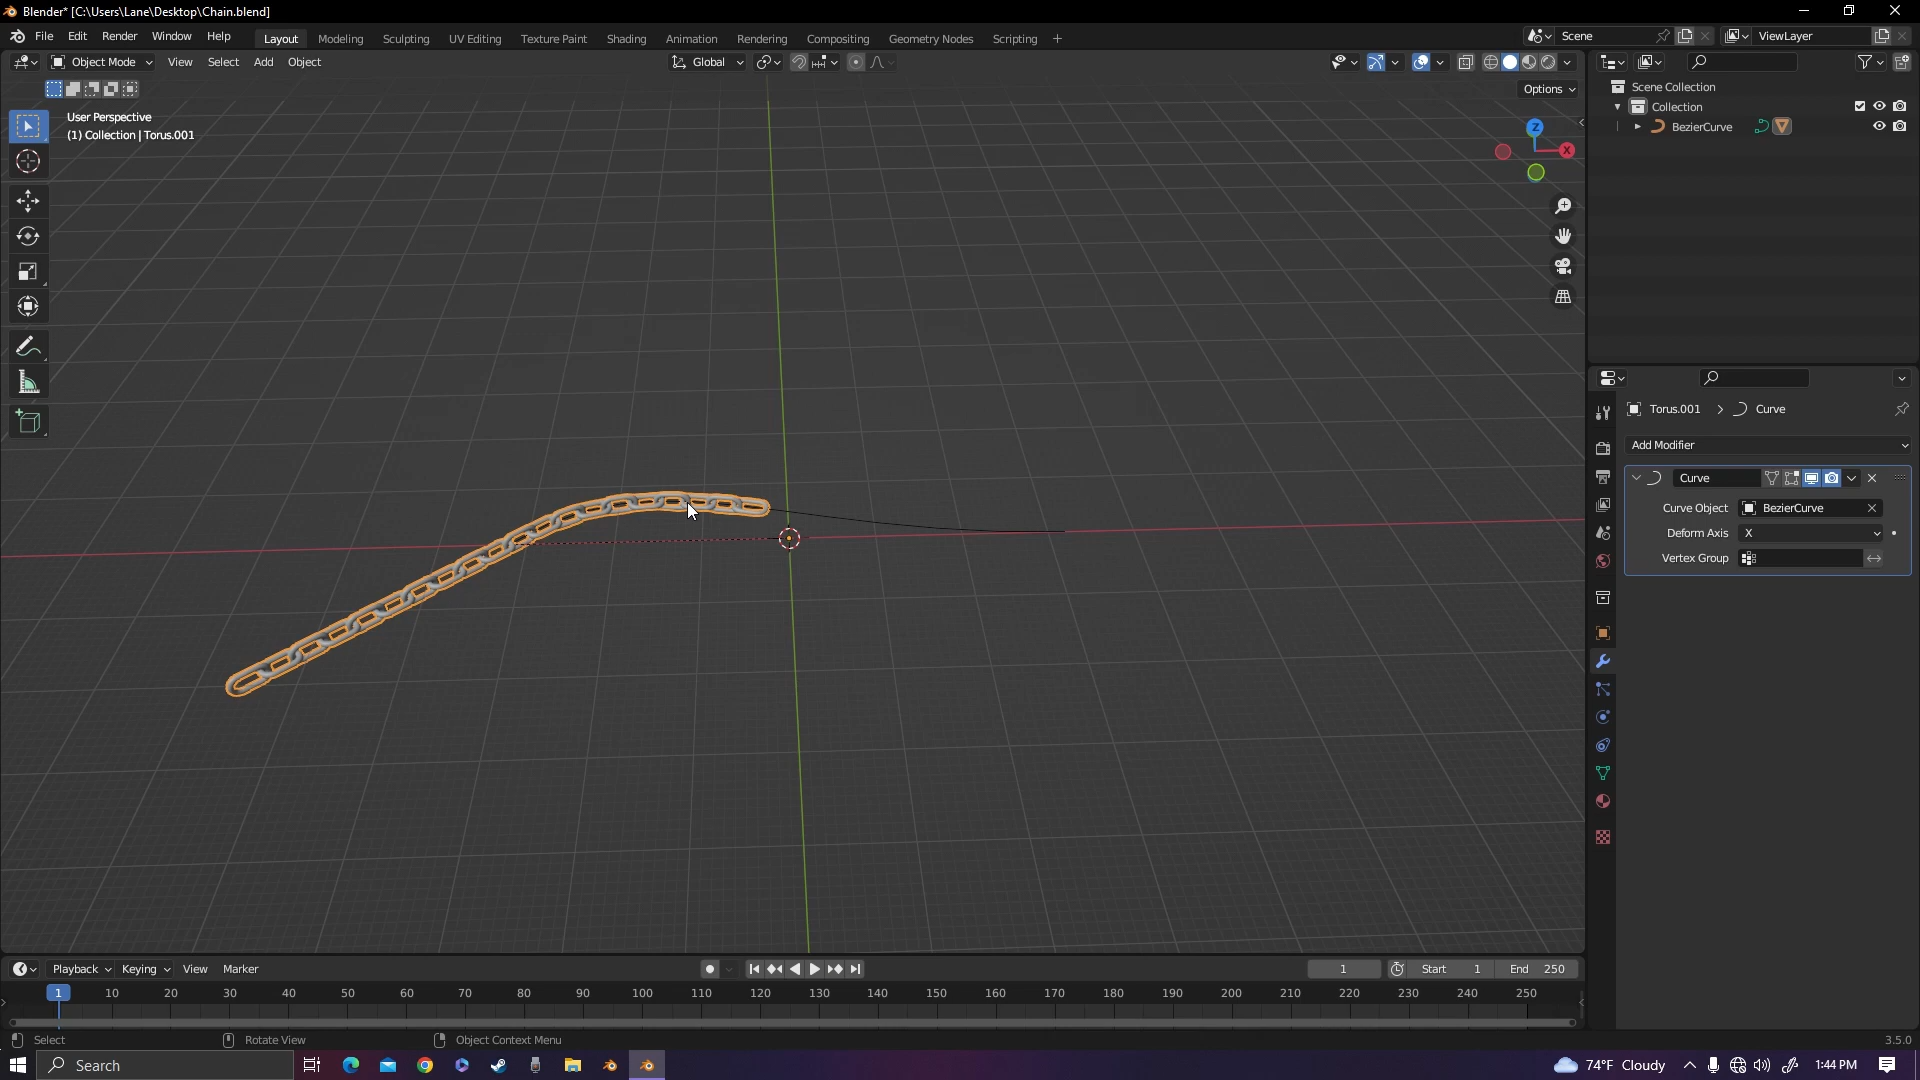 Blender* [C:\Users\Lane\Desktop\Chain.blend]
File Edit Render Window Help Layout Modeling Sculpting UV Editing Texture Paint Shading Animation Rendering Compositing Geometry Nodes Scripting + Scene ViewLayer
Object Mode View Select Add Object Global
Options
User Perspective
(1) Collection | Torus.001
Z
X
Scene Collection
Collection
BezierCurve
Torus.001 > Curve
Add Modifier
Curve
Curve Object BezierCurve
Deform Axis X
Vertex Group
Playback Keying View Marker 1 Start 1 End 250
1 10 20 30 40 50 60 70 80 90 100 110 120 130 140 150 160 170 180 190 200 210 220 230 240 250
Select Rotate View Object Context Menu 3.5.0
Search 74°F Cloudy 1:44 PM